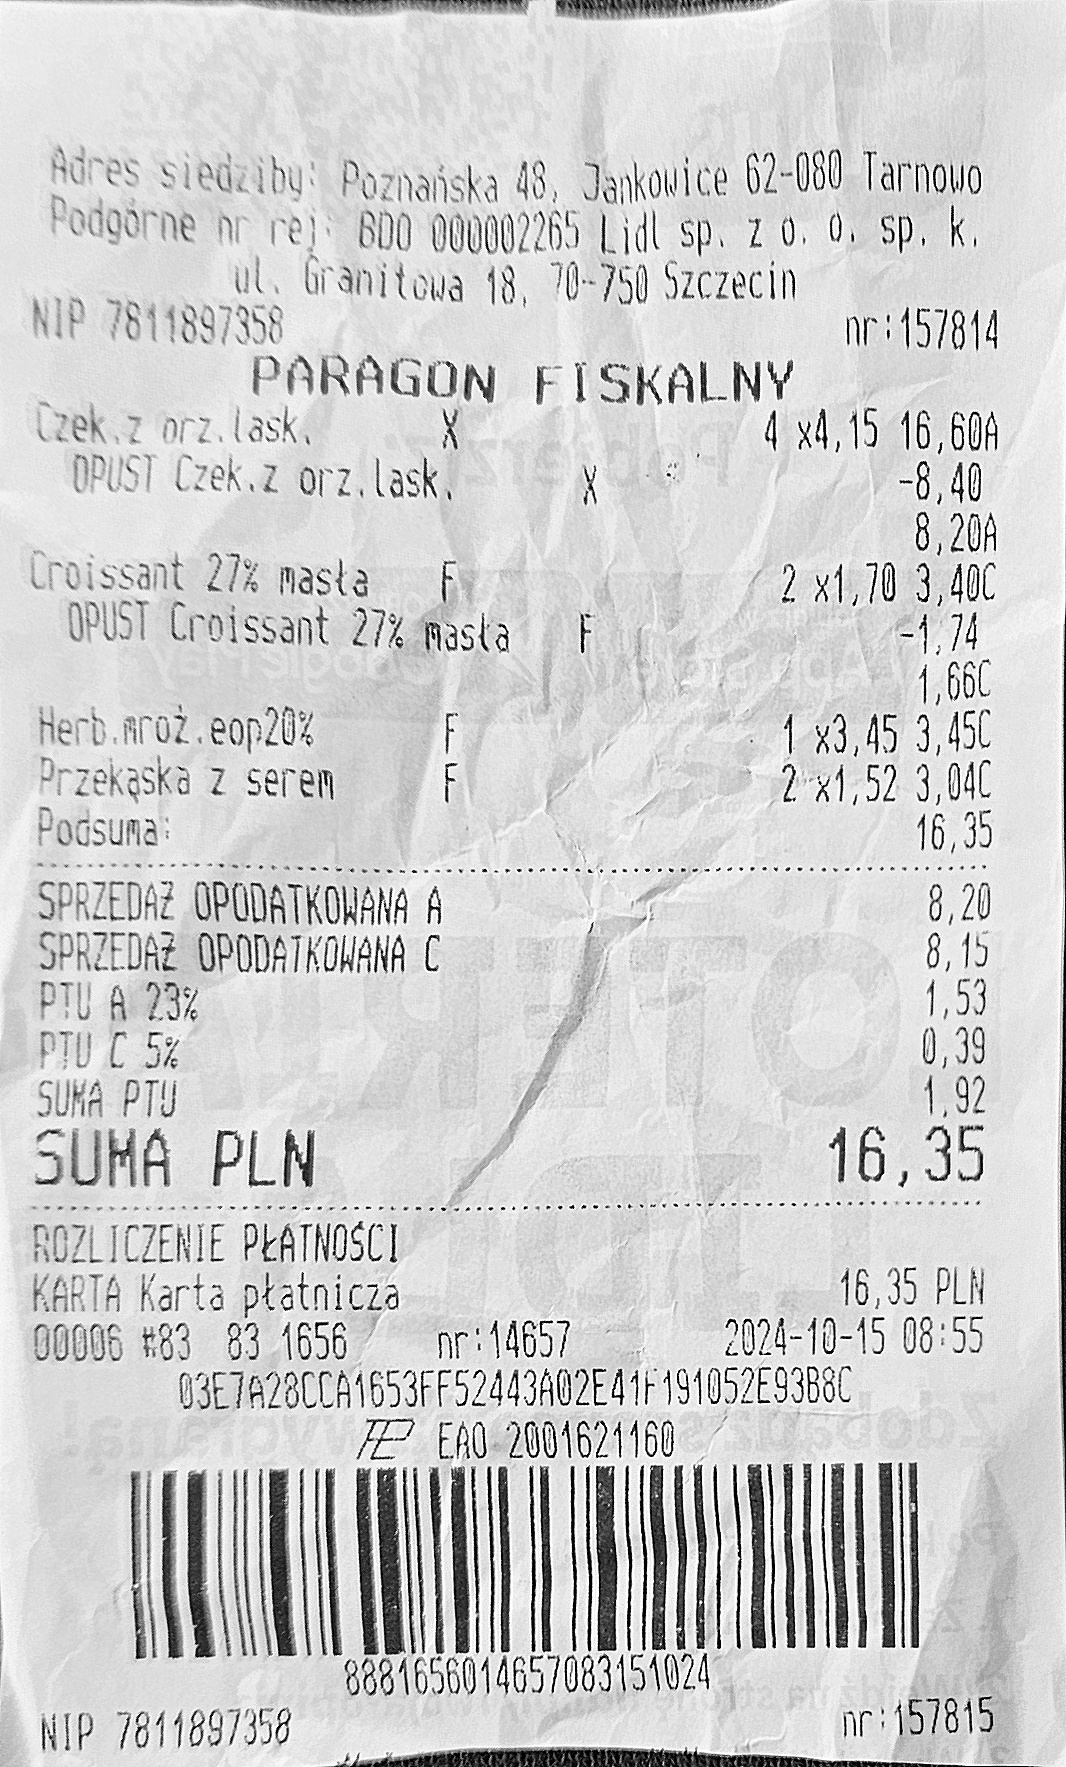 Adres siedziby: Poznańska 48, Jankowice 62-080 Tarnowo
Podgórne nr rej: BDO 000002265 Lidl sp. z o. o. sp. k.
ul. Granitowa 18, 70-750 Szczecin
NIP 7811897358 nr:157814
PARAGON FISKALNY
Czek.z orz.lask. X 4 x4,15 16,60A
OPUST Czek.z orz.lask. X -8,40
8,20A
Croissant 27% masła F 2 x1,70 3,40C
OPUST Croissant 27% masła F -1,74
1,66C
Herb.mroż.eop20% F 1 x3,45 3,45C
Przekąska z serem F 2 x1,52 3,04C
Podsuma: 16,35
SPRZEDAŻ OPODATKOWANA A 8,20
SPRZEDAŻ OPODATKOWANA C 8,15
PTU A 23% 1,53
PTU C 5% 0,39
SUMA PTU 1,92
SUMA PLN 16,35
ROZLICZENIE PŁATNOŚCI
KARTA Karta płatnicza 16,35 PLN
00006 #83 83 1656 nr:14657 2024-10-15 08:55
03E7A28CCA1653FF52443A02E41F191052E93B8C
EAO 2001621160
8881656014657083151024
NIP 7811897358 nr:157815